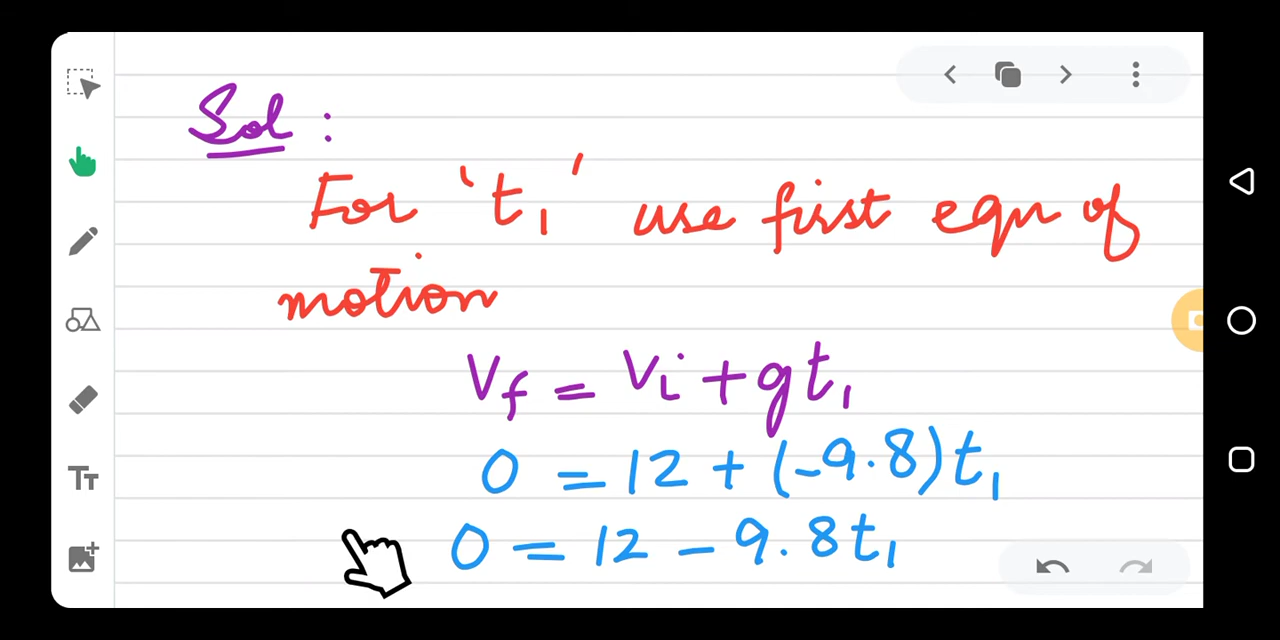 Sol :
For 't₁' use first eqn of
motion
Vf = Vi + gt₁
0 = 12 + (-9.8)t₁
0 = 12 - 9.8t₁
Tт